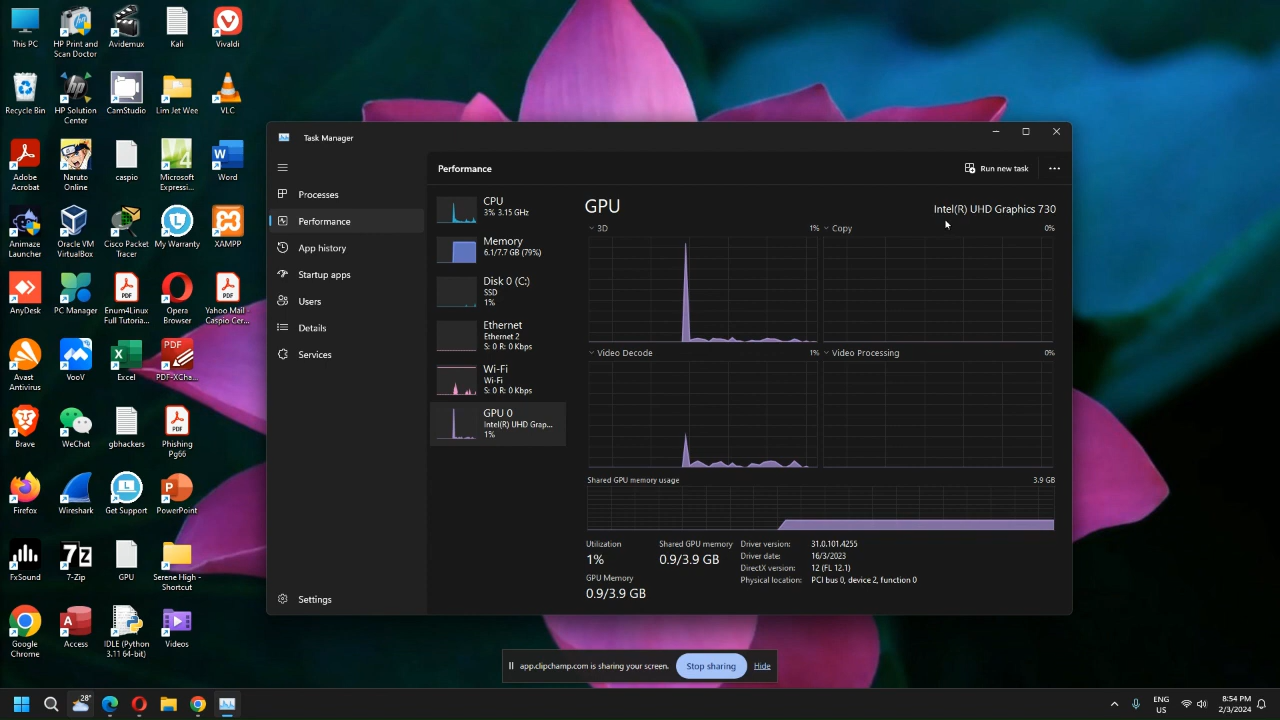 This PC
HP Print and
Scan Doctor
Avidemux
Kali
Vivaldi
Recycle Bin
HP Solution
Center
CamStudio
Lim Jet Wee
VLC
Adobe
Acrobat
Naruto
Online
caspio
Microsoft
Expressi...
Word
Animaze
Launcher
Oracle VM
VirtualBox
Cisco Packet
Tracer
My Warranty
XAMPP
AnyDesk
PC Manager
Enum4Linux
Full Tutoria...
Opera
Browser
Yahoo Mail -
Caspio Cer...
Avast
Antivirus
VooV
Excel
PDF-XCha...
Brave
WeChat
gbhackers
Phishing
Pg66
Firefox
Wireshark
Get Support
PowerPoint
FxSound
7-Zip
GPU
Serene High -
Shortcut
Google
Chrome
Access
IDLE (Python
3.11 64-bit)
Videos
Task Manager
Processes
Performance
App history
Startup apps
Users
Details
Services
Settings
Performance
Run new task
CPU
3% 3.15 GHz
Memory
6.1/7.7 GB (79%)
Disk 0 (C:)
SSD
1%
Ethernet
Ethernet 2
S: 0 R: 0 Kbps
Wi-Fi
Wi-Fi
S: 0 R: 0 Kbps
GPU 0
Intel(R) UHD Grap...
1%
GPU
Intel(R) UHD Graphics 730
3D 1%
Copy 0%
Video Decode 1%
Video Processing 0%
Shared GPU memory usage 3.9 GB
Utilization
1%
Shared GPU memory
0.9/3.9 GB
GPU Memory
0.9/3.9 GB
Driver version: 31.0.101.4255
Driver date: 16/3/2023
DirectX version: 12 (FL 12.1)
Physical location: PCI bus 0, device 2, function 0
app.clipchamp.com is sharing your screen.
Stop sharing
Hide
28°
ENG
US
8:54 PM
2/3/2024